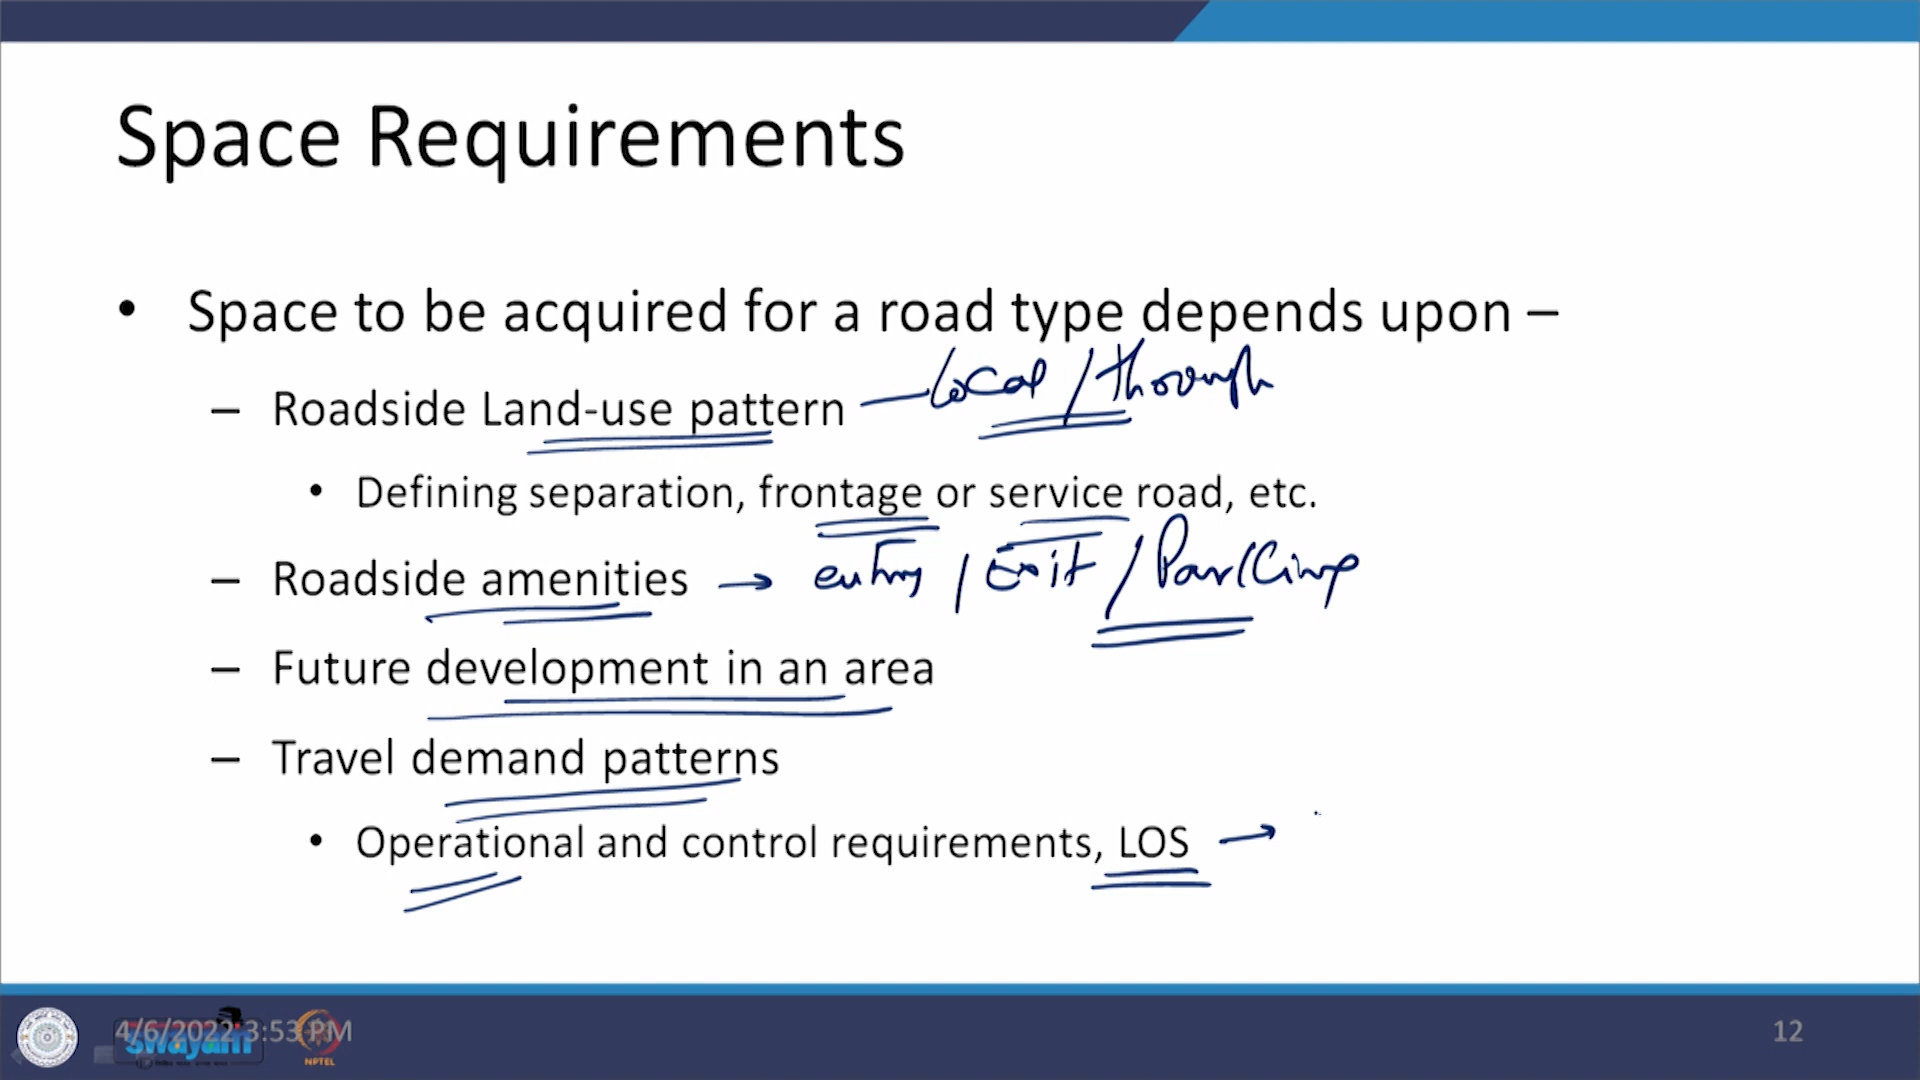 Space Requirements
• Space to be acquired for a road type depends upon –
– Roadside Land-use pattern – Local / through
• Defining separation, frontage or service road, etc.
– Roadside amenities → entry / Exit / Parking
– Future development in an area
– Travel demand patterns
• Operational and control requirements, LOS →
4/6/2022 3:53 PM
swayam
NPTEL
12